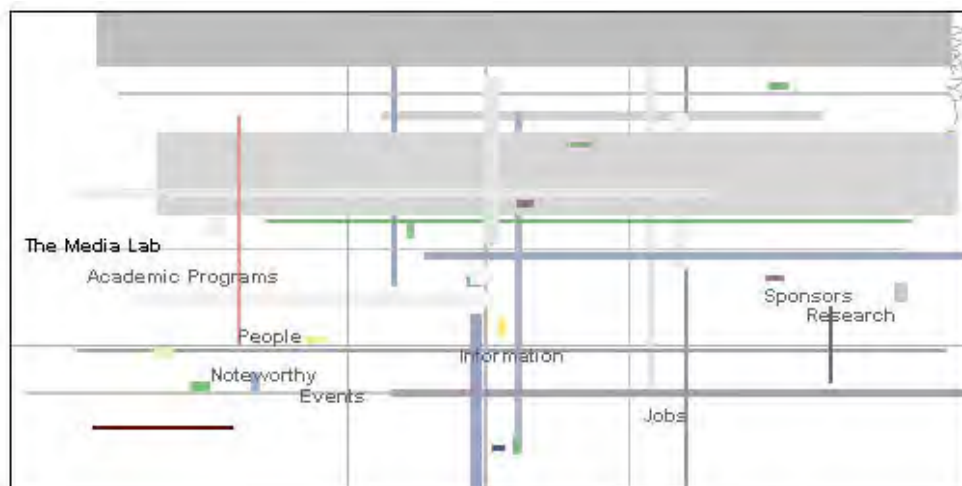 The Media Lab
Academic Programs
Sponsors
Research
People
Information
Noteworthy
Events
Jobs